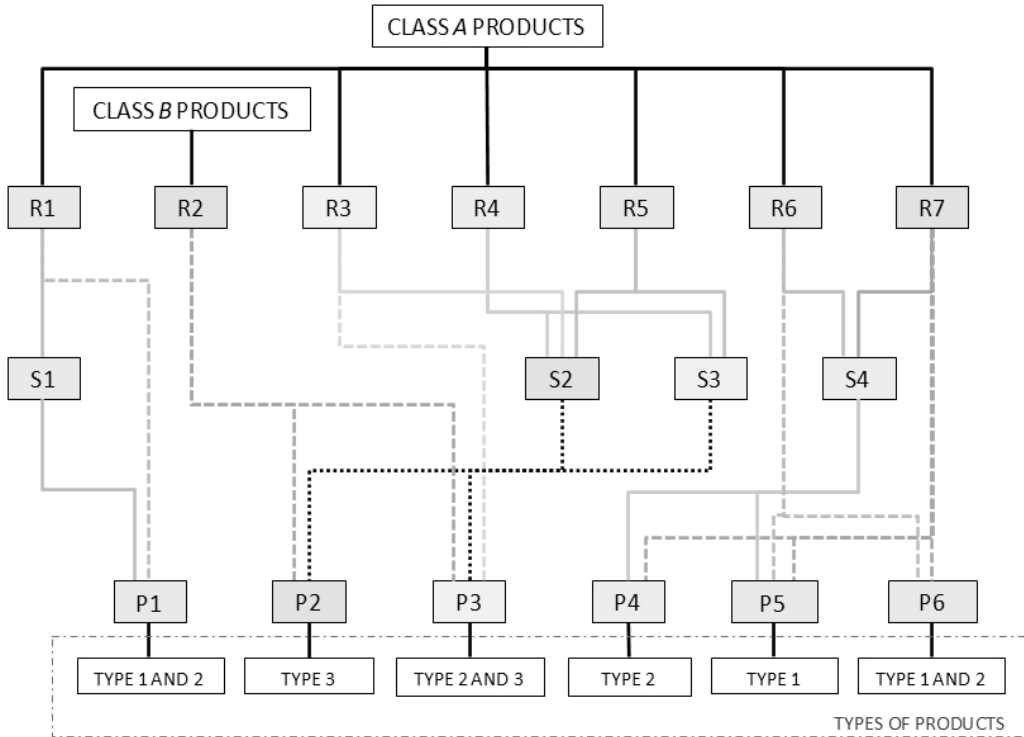 CLASS A PRODUCTS
CLASS B PRODUCTS
R1
R2
R3
R4
R5
R6
R7
S1
S2
S3
S4
P1
P2
P3
P4
P5
P6
TYPE 1 AND 2
TYPE 3
TYPE 2 AND 3
TYPE 2
TYPE 1
TYPE 1 AND 2
TYPES OF PRODUCTS